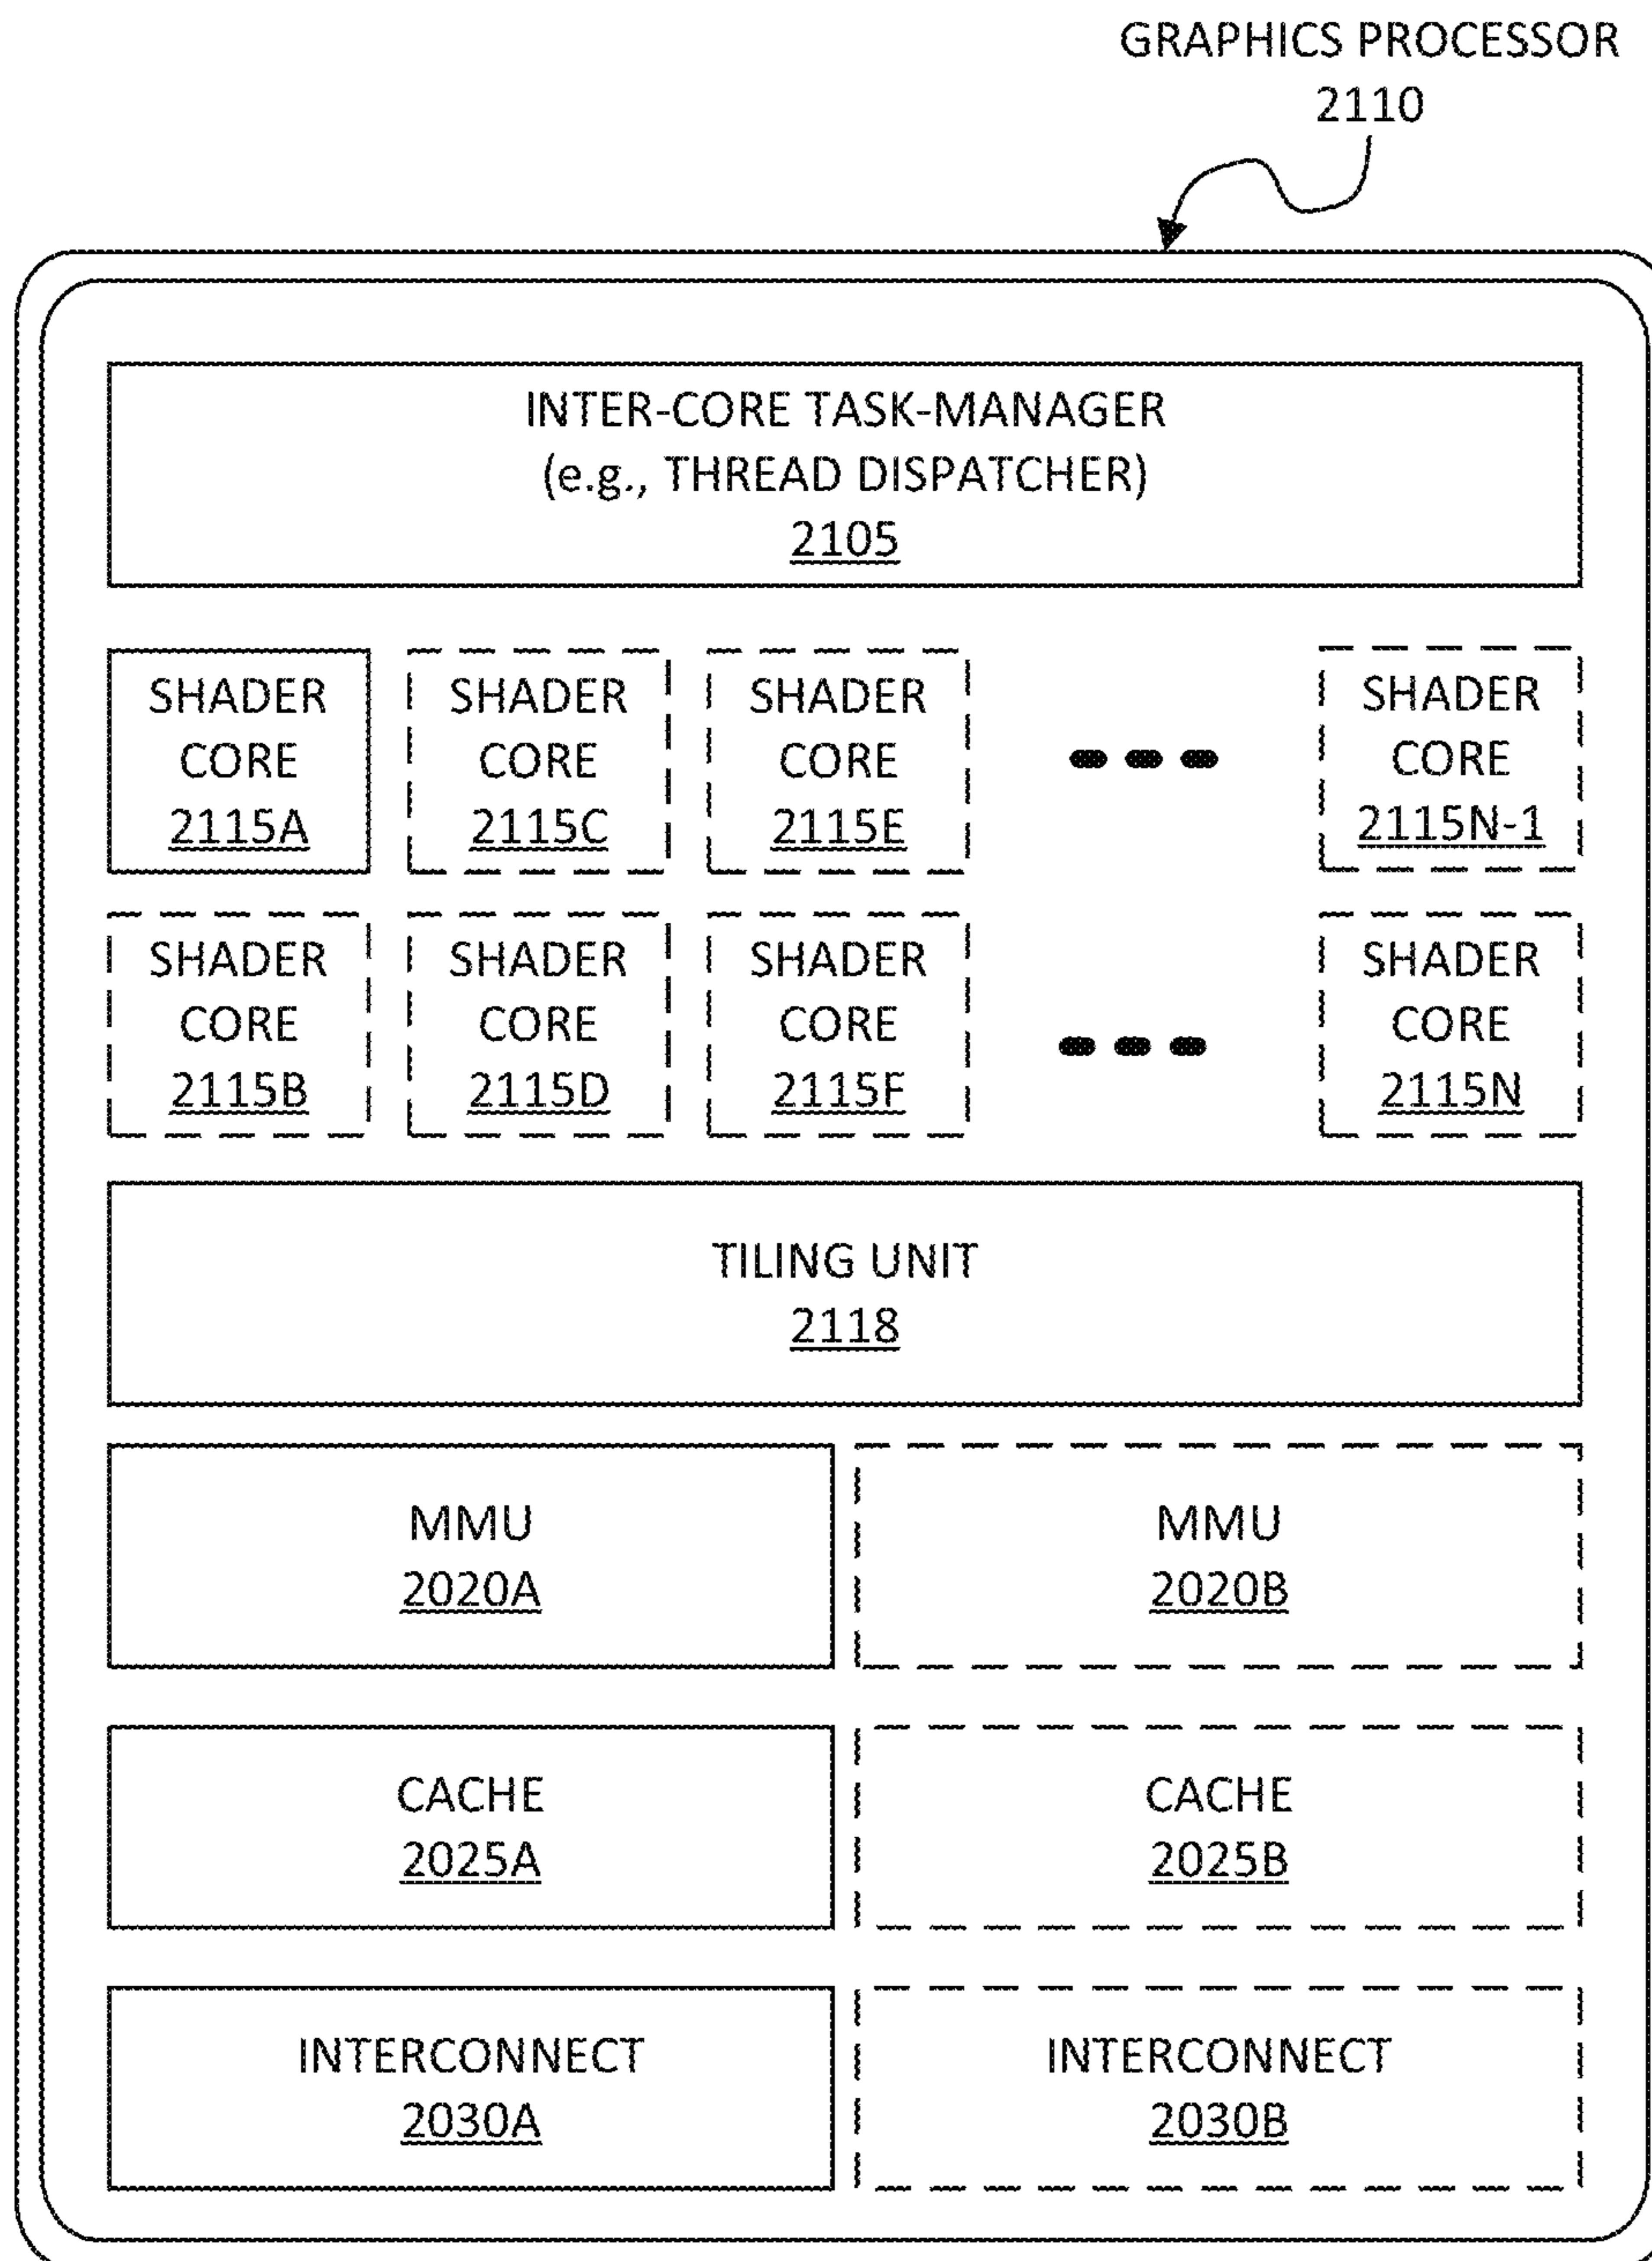 GRAPHICS PROCESSOR
2110
INTER-CORE TASK-MANAGER
(e.g., THREAD DISPATCHER)
2105
SHADER
CORE
2115A
SHADER
CORE
2115C
SHADER
CORE
2115E
SHADER
CORE
2115N-1
SHADER
CORE
2115B
SHADER
CORE
2115D
SHADER
CORE
2115F
SHADER
CORE
2115N
TILING UNIT
2118
MMU
2020A
MMU
2020B
CACHE
2025A
CACHE
2025B
INTERCONNECT
2030A
INTERCONNECT
2030B